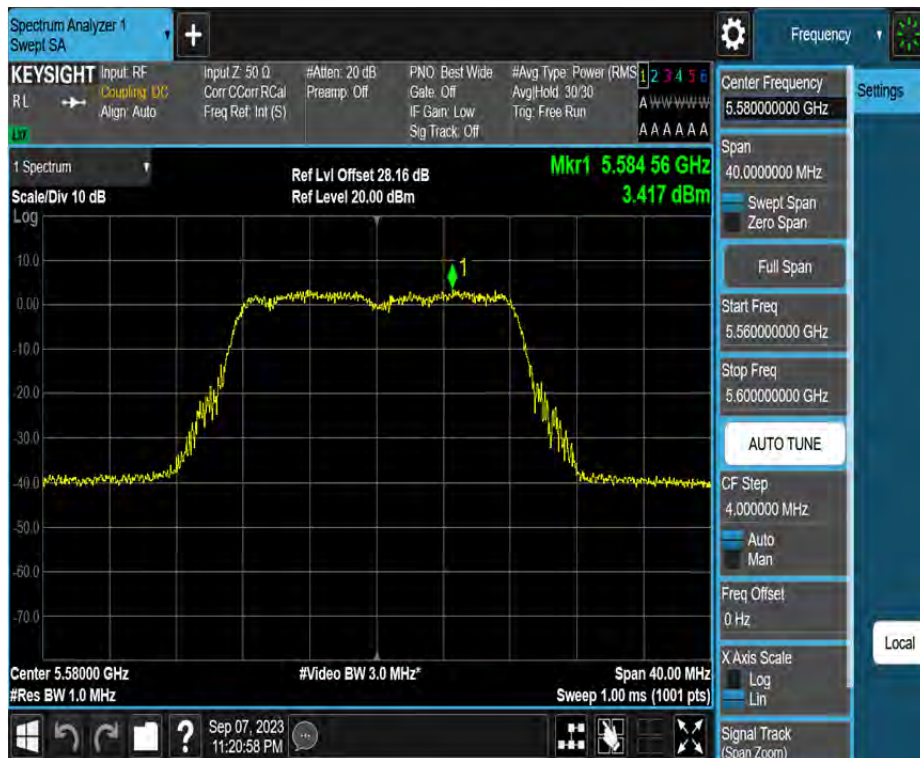 Spectrum Analyzer 1
Swept SA
+
Frequency
KEYSIGHT
RL
LXI
Input: RF
Coupling: DC
Align: Auto
Input Z: 50 Ω
Corr CCorr RCal
Freq Ref: Int (S)
#Atten: 20 dB
Preamp: Off
PNO: Best Wide
Gate: Off
IF Gain: Low
Sig Track: Off
#Avg Type: Power (RMS
Avg|Hold: 30/30
Trig: Free Run
1 2 3 4 5 6
A W W W W W
A A A A A A
1 Spectrum
Scale/Div 10 dB
Log
Ref Lvl Offset 28.16 dB
Ref Level 20.00 dBm
Mkr1 5.584 56 GHz
3.417 dBm
10.0
0.00
-10.0
-20.0
-30.0
-40.0
-50.0
-60.0
-70.0
1
Center 5.58000 GHz
#Res BW 1.0 MHz
#Video BW 3.0 MHz*
Span 40.00 MHz
Sweep 1.00 ms (1001 pts)
?
Sep 07, 2023
11:20:58 PM
Center Frequency
5.580000000 GHz
Span
40.0000000 MHz
Swept Span
Zero Span
Full Span
Start Freq
5.560000000 GHz
Stop Freq
5.600000000 GHz
AUTO TUNE
CF Step
4.000000 MHz
Auto
Man
Freq Offset
0 Hz
X Axis Scale
Log
Lin
Signal Track
(Span Zoom)
Settings
Local